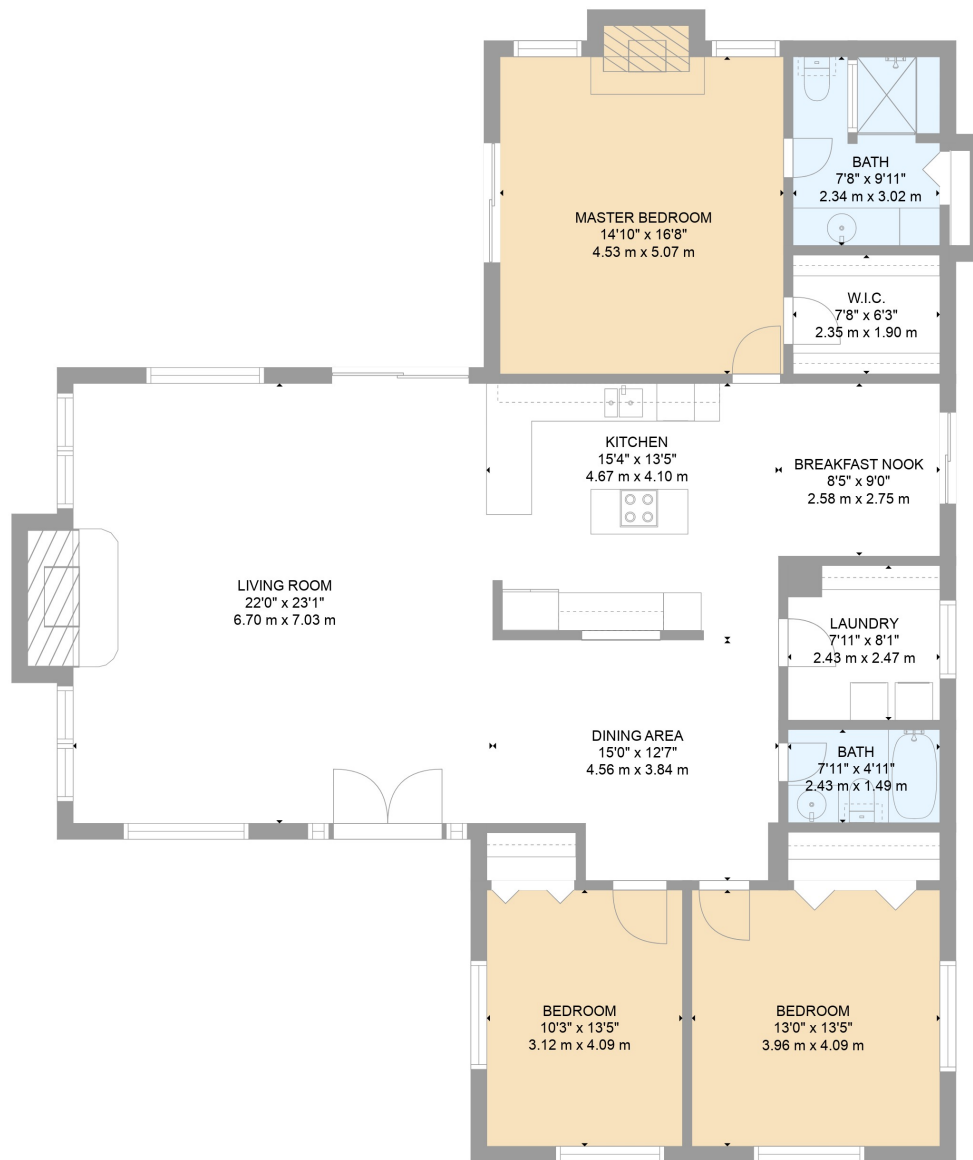 MASTER BEDROOM
14'10" x 16'8"
4.53 m x 5.07 m
BATH
7'8" x 9'11"
2.34 m x 3.02 m
W.I.C.
7'8" x 6'3"
2.35 m x 1.90 m
KITCHEN
15'4" x 13'5"
4.67 m x 4.10 m
BREAKFAST NOOK
8'5" x 9'0"
2.58 m x 2.75 m
LIVING ROOM
22'0" x 23'1"
6.70 m x 7.03 m
LAUNDRY
7'11" x 8'1"
2.43 m x 2.47 m
DINING AREA
15'0" x 12'7"
4.56 m x 3.84 m
BATH
7'11" x 4'11"
2.43 m x 1.49 m
BEDROOM
10'3" x 13'5"
3.12 m x 4.09 m
BEDROOM
13'0" x 13'5"
3.96 m x 4.09 m